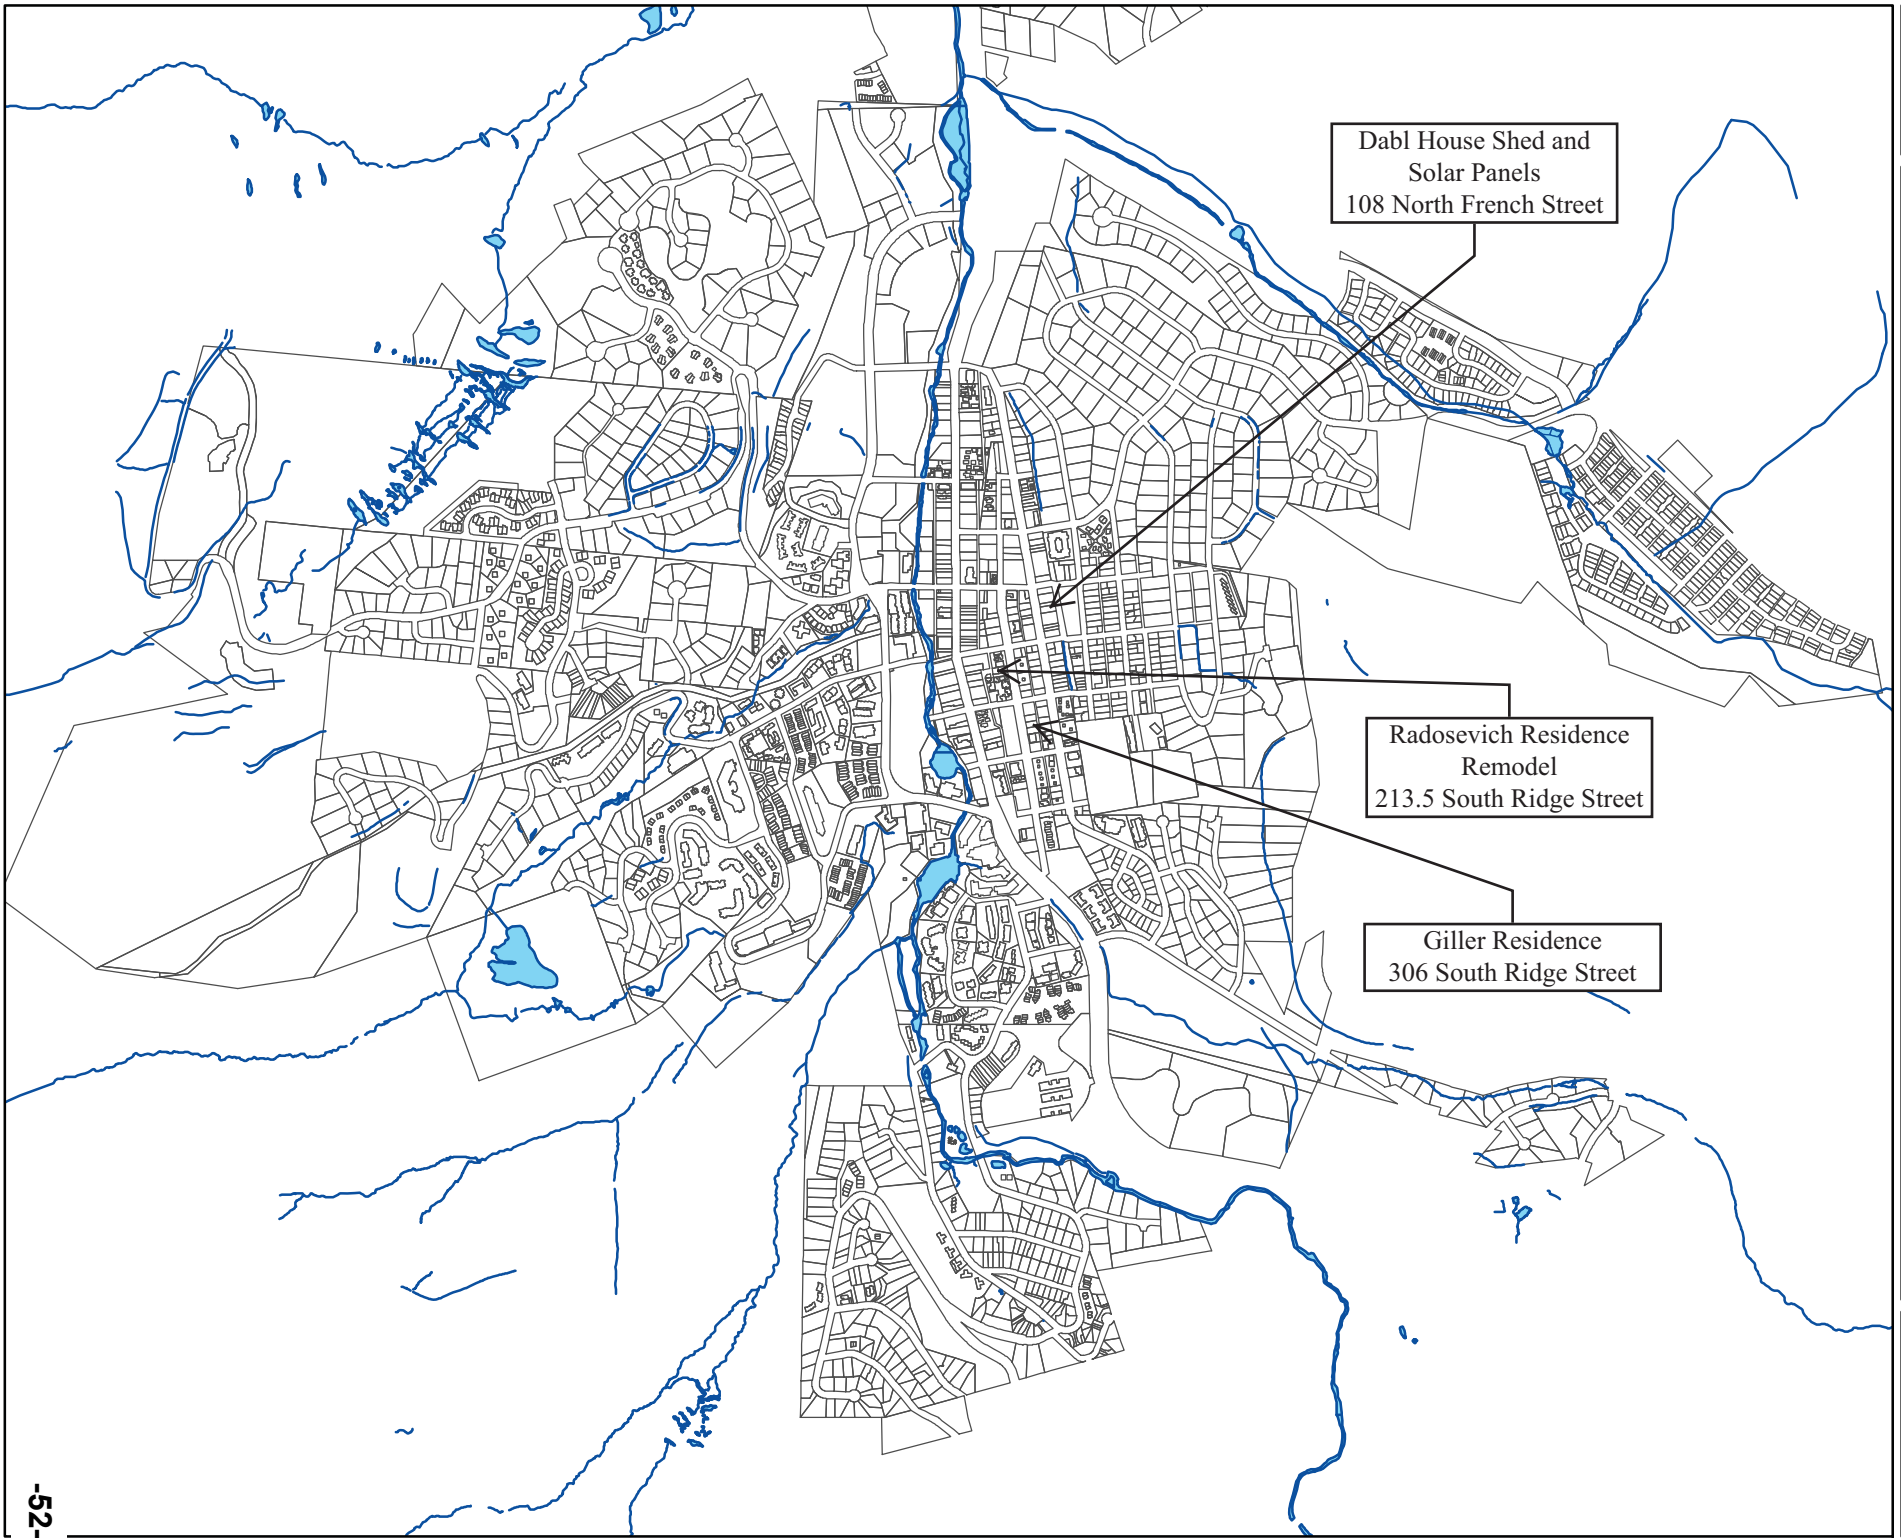 Dabl House Shed and
Solar Panels
108 North French Street
Radosevich Residence
Remodel
213.5 South Ridge Street
Giller Residence
306 South Ridge Street
-52-